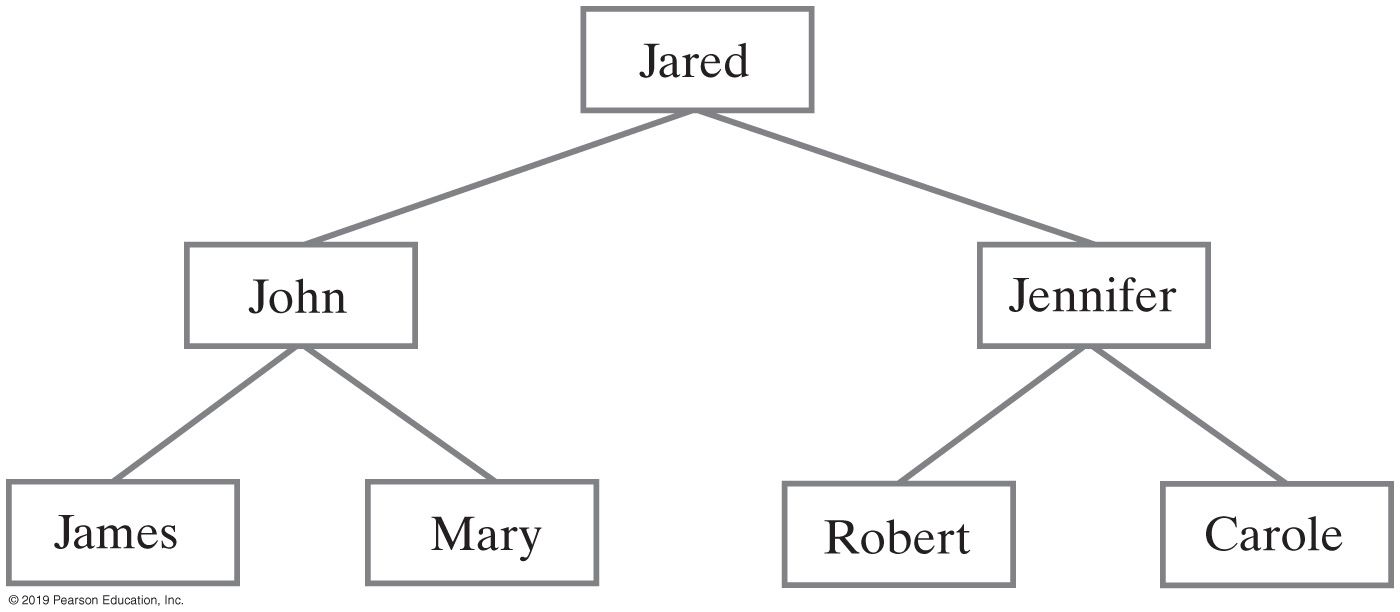 Jared
John
Jennifer
James
Mary
Robert
Carole
© 2019 Pearson Education, Inc.